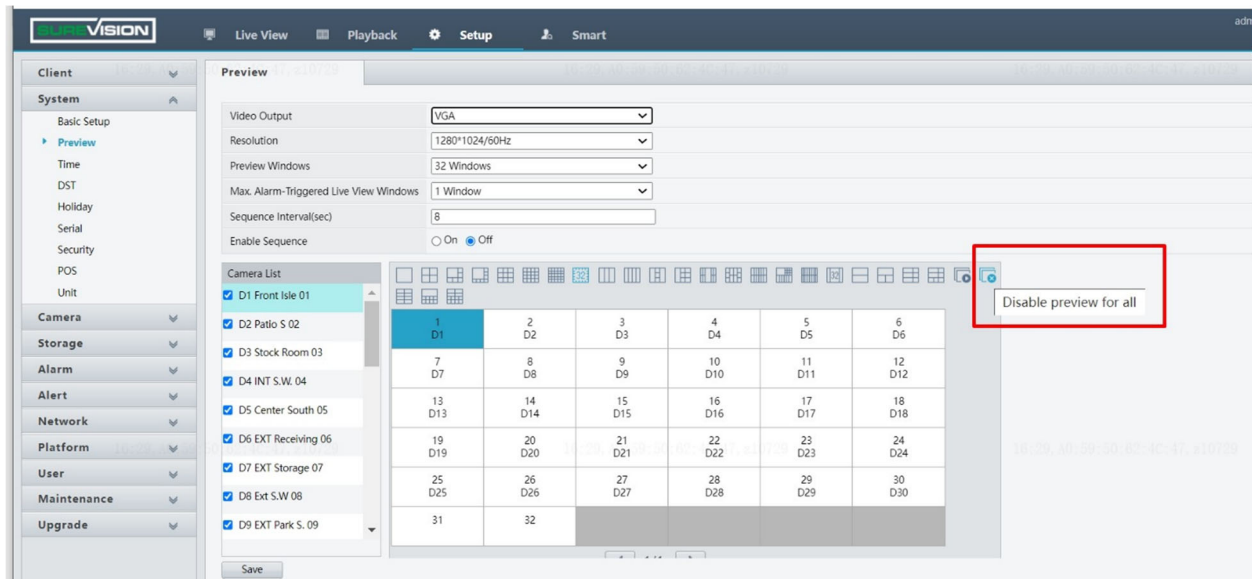 SUREVISION
Live View Playback Setup Smart
Client
System
Basic Setup
Preview
Time
DST
Holiday
Serial
Security
POS
Unit
Camera
Storage
Alarm
Alert
Network
Platform
User
Maintenance
Upgrade
Preview
Video Output VGA
Resolution 1280*1024/60Hz
Preview Windows 32 Windows
Max. Alarm-Triggered Live View Windows 1 Window
Sequence Interval(sec) 8
Enable Sequence On Off
Camera List
D1 Front Isle 01
D2 Patio S 02
D3 Stock Room 03
D4 INT S.W. 04
D5 Center South 05
D6 EXT Receiving 06
D7 EXT Storage 07
D8 Ext S.W 08
D9 EXT Park S. 09
32 32
Disable preview for all
1 2 3 4 5 6
D1 D2 D3 D4 D5 D6
7 8 9 10 11 12
D7 D8 D9 D10 D11 D12
13 14 15 16 17 18
D13 D14 D15 D16 D17 D18
19 20 21 22 23 24
D19 D20 D21 D22 D23 D24
25 26 27 28 29 30
D25 D26 D27 D28 D29 D30
31 32
Save